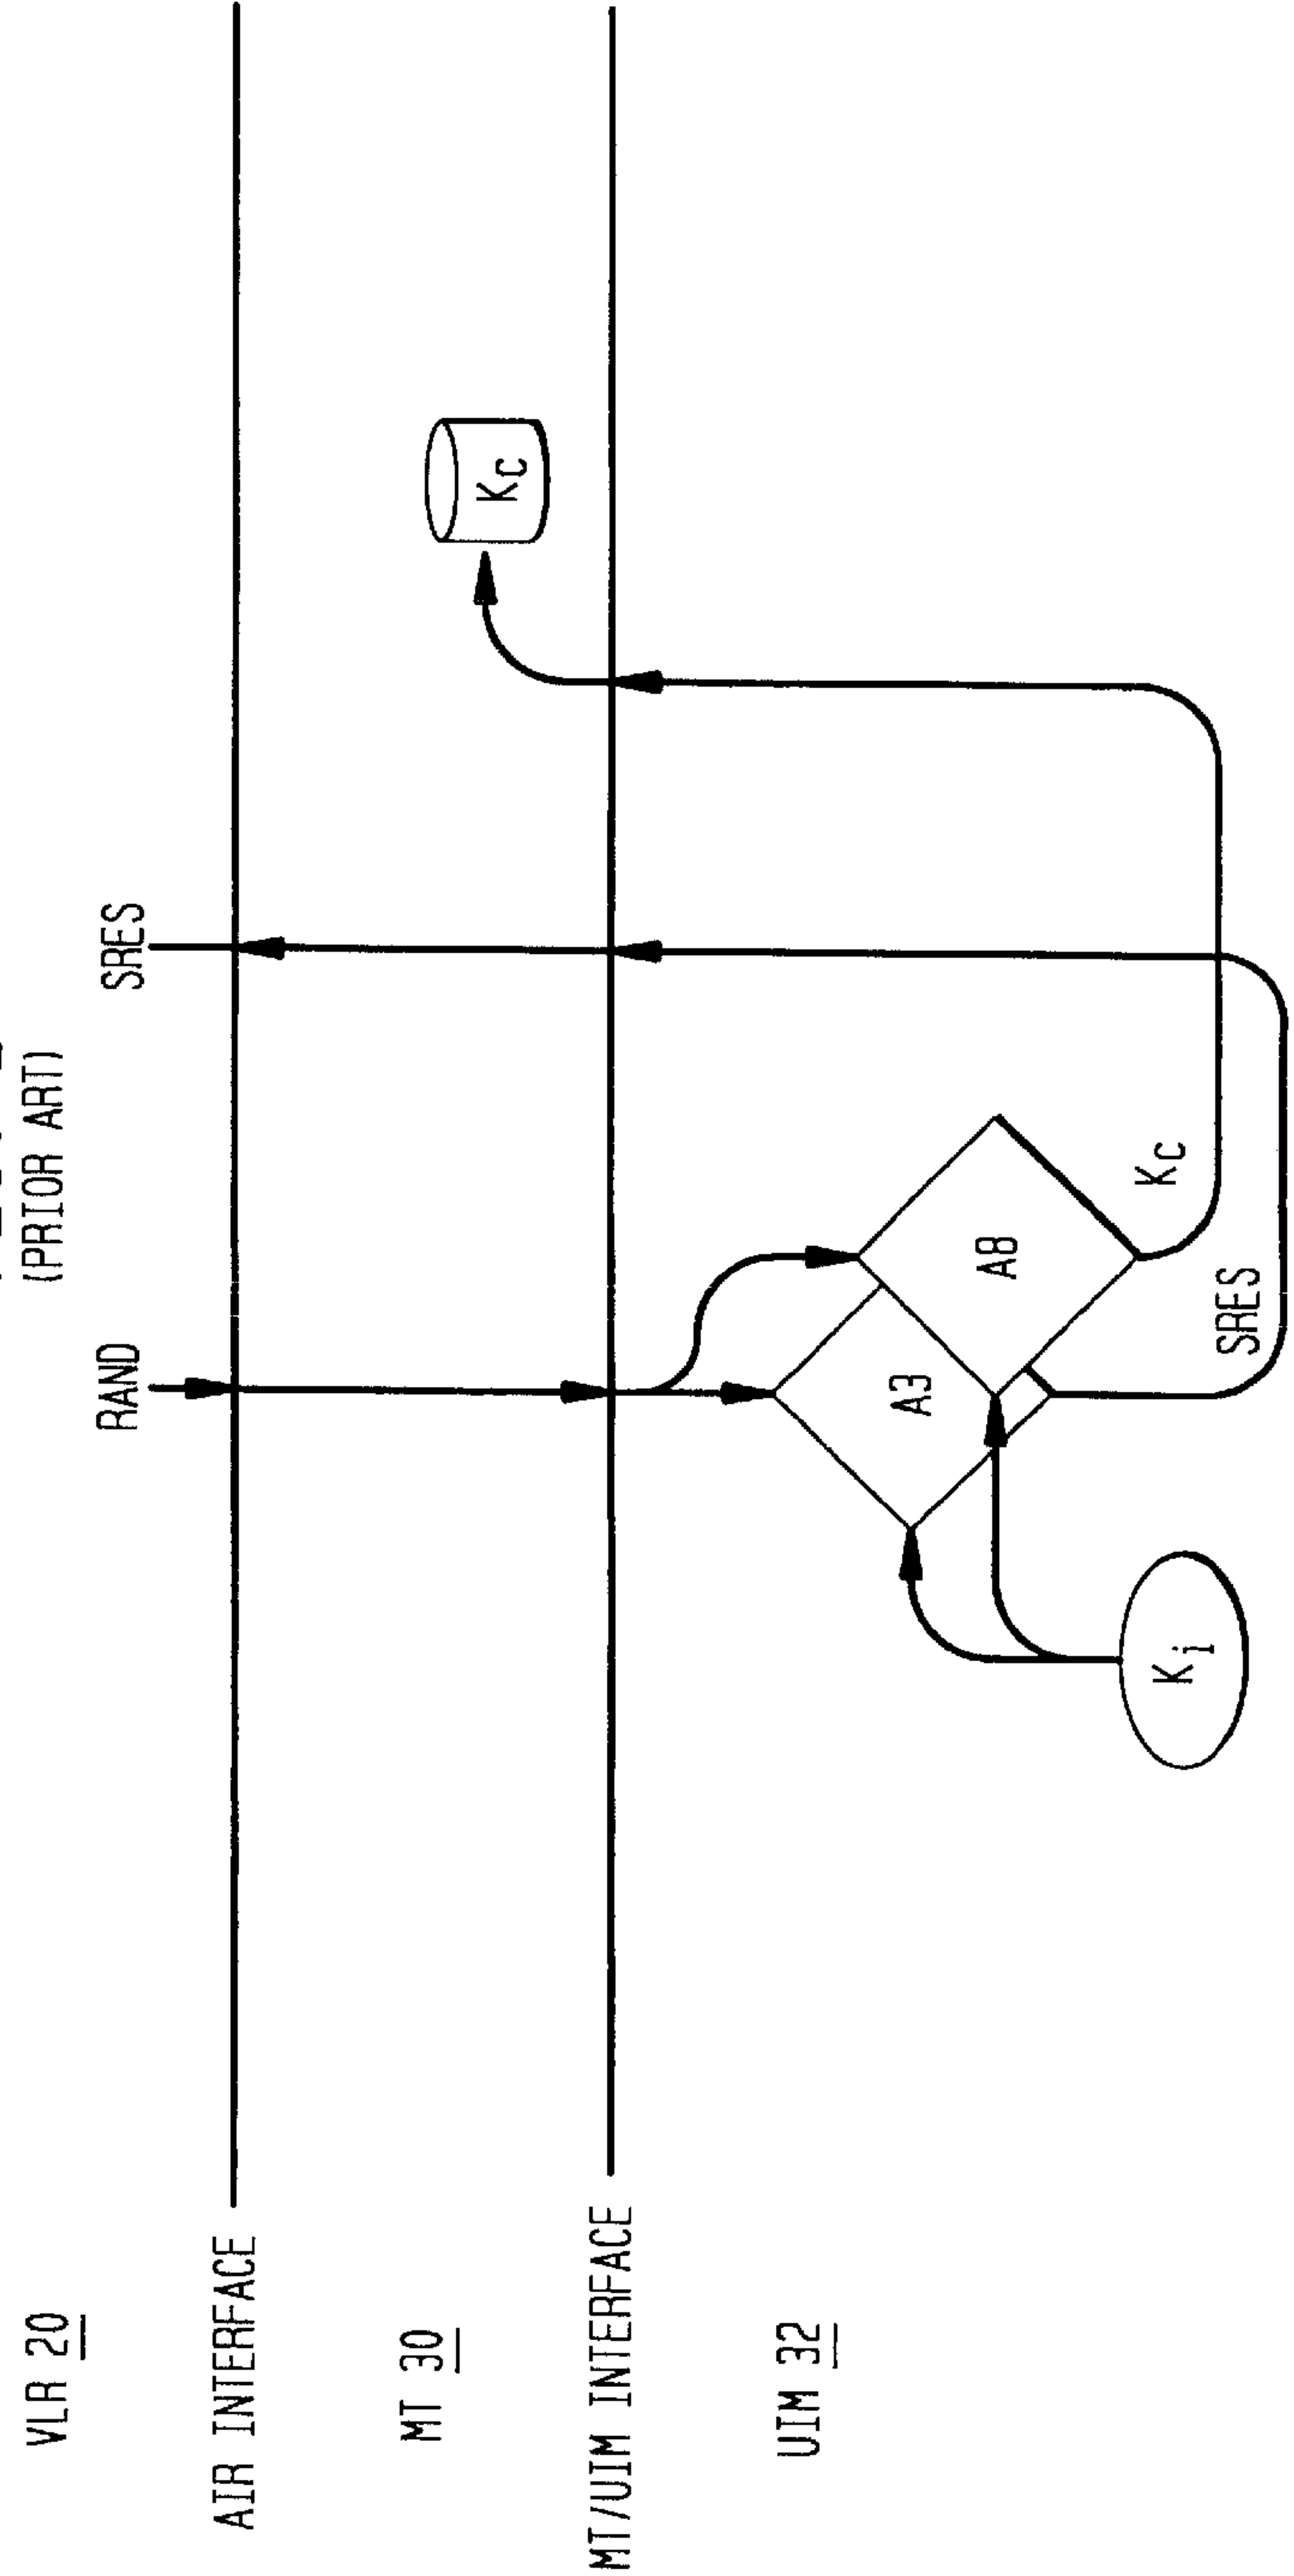 (PRIOR ART)
VLR 20
RAND
SRES
AIR INTERFACE
MT 30
Kc
MT/UIM INTERFACE
UIM 32
A3
A8
Ki
SRES
Kc